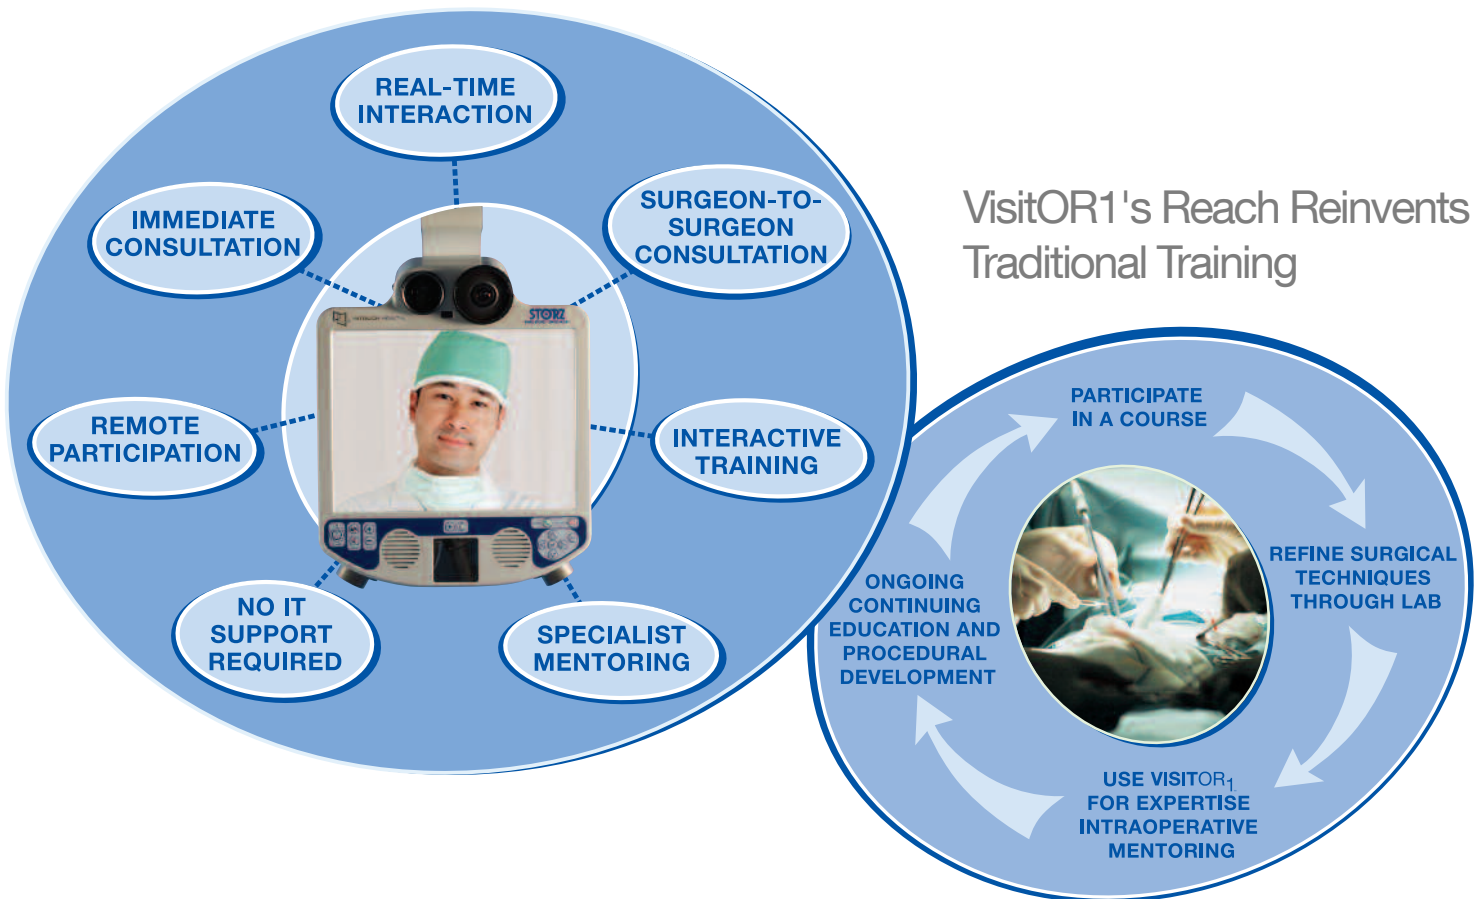 REAL-TIME
INTERACTION
IMMEDIATE
CONSULTATION
SURGEON-TO-
SURGEON
CONSULTATION
REMOTE
PARTICIPATION
INTERACTIVE
TRAINING
NO IT
SUPPORT
REQUIRED
SPECIALIST
MENTORING
STORZ
VisitOR1's Reach Reinvents
Traditional Training
PARTICIPATE
IN A COURSE
REFINE SURGICAL
TECHNIQUES
THROUGH LAB
USE VISITOR1
FOR EXPERTISE
INTRAOPERATIVE
MENTORING
ONGOING
CONTINUING
EDUCATION AND
PROCEDURAL
DEVELOPMENT